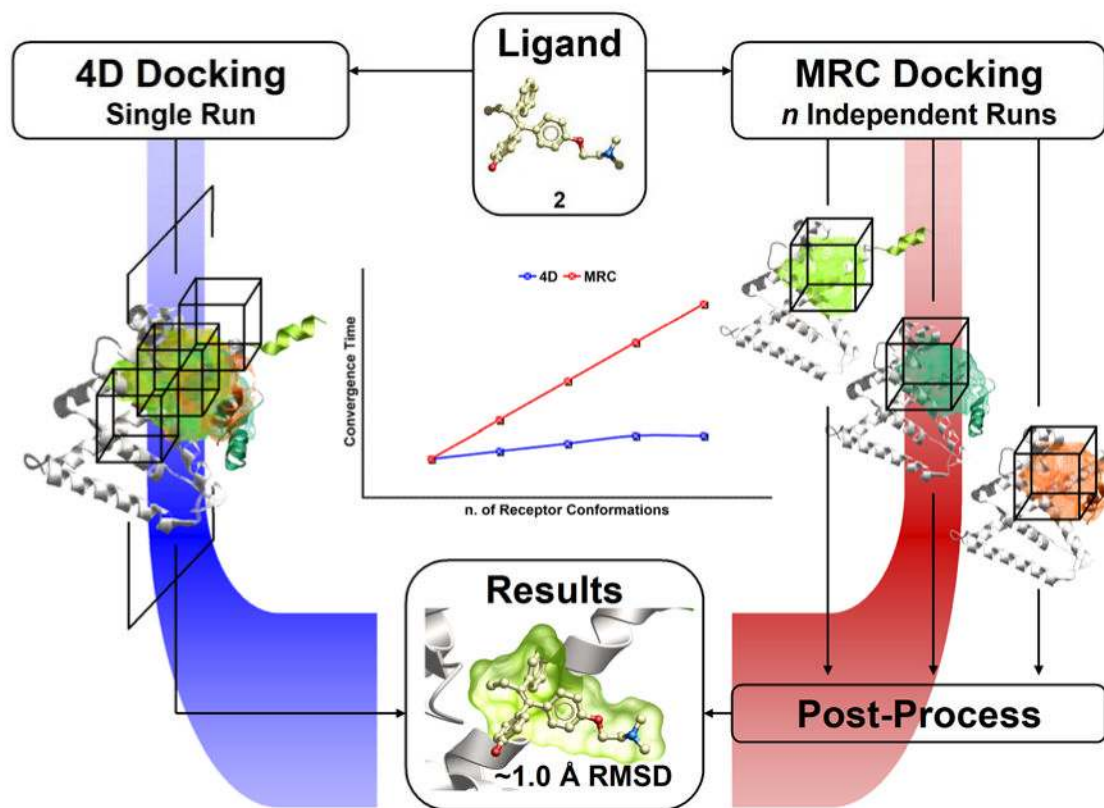 4D Docking
Single Run
Ligand
2
MRC Docking
n Independent Runs
4D MRC
Convergence Time
n. of Receptor Conformations
Results
~1.0 Å RMSD
Post-Process